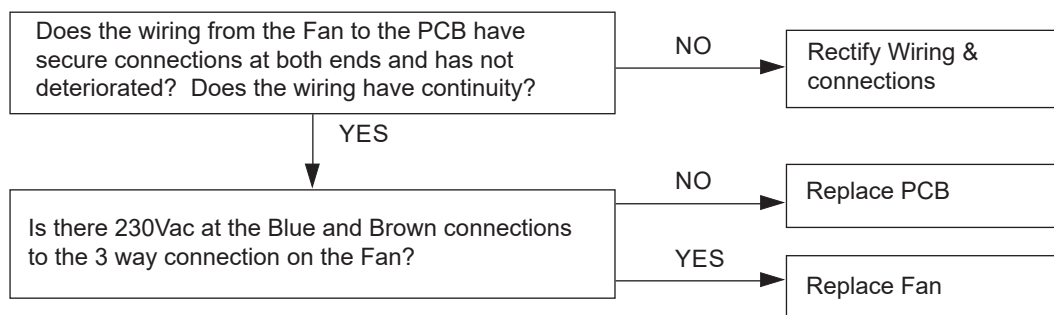 Does the wiring from the Fan to the PCB have
secure connections at both ends and has not
deteriorated?  Does the wiring have continuity?
NO
Rectify Wiring &
connections
YES
Is there 230Vac at the Blue and Brown connections
to the 3 way connection on the Fan?
NO
Replace PCB
YES
Replace Fan